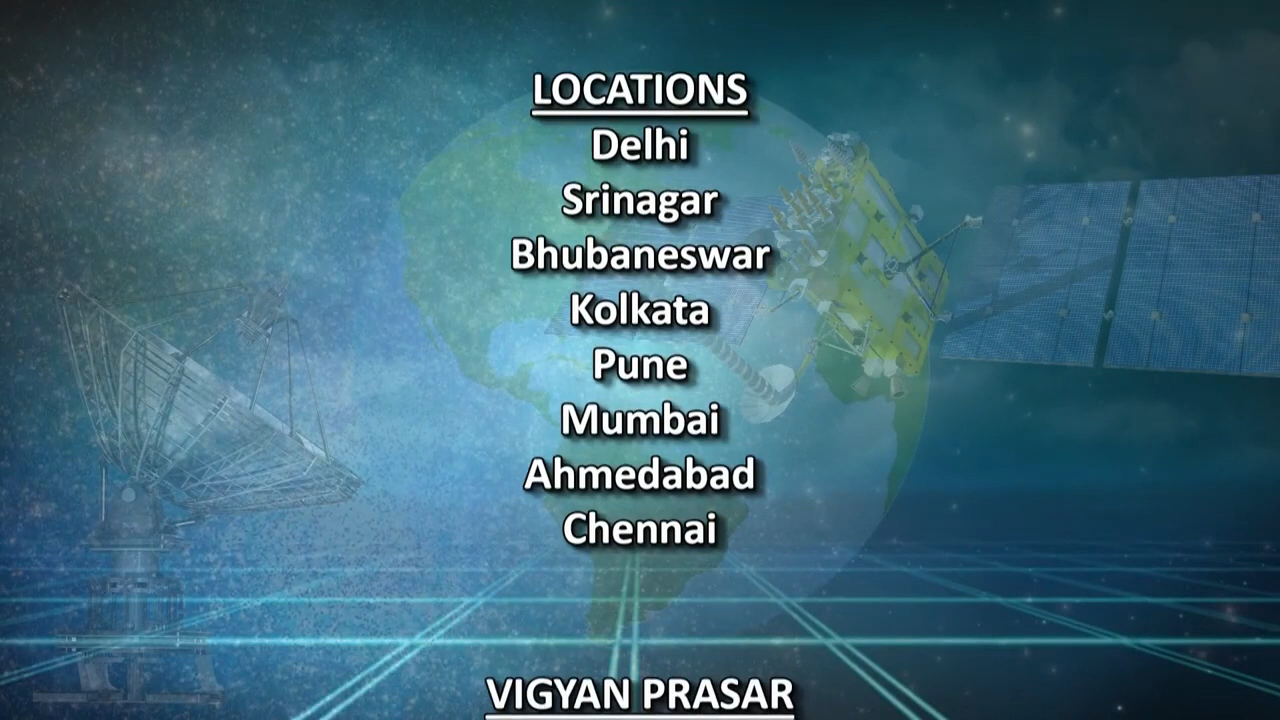 LOCATIONS
Delhi
Srinagar
Bhubaneswar
Kolkata
Pune
Mumbai
Ahmedabad
Chennai
VIGYAN PRASAR